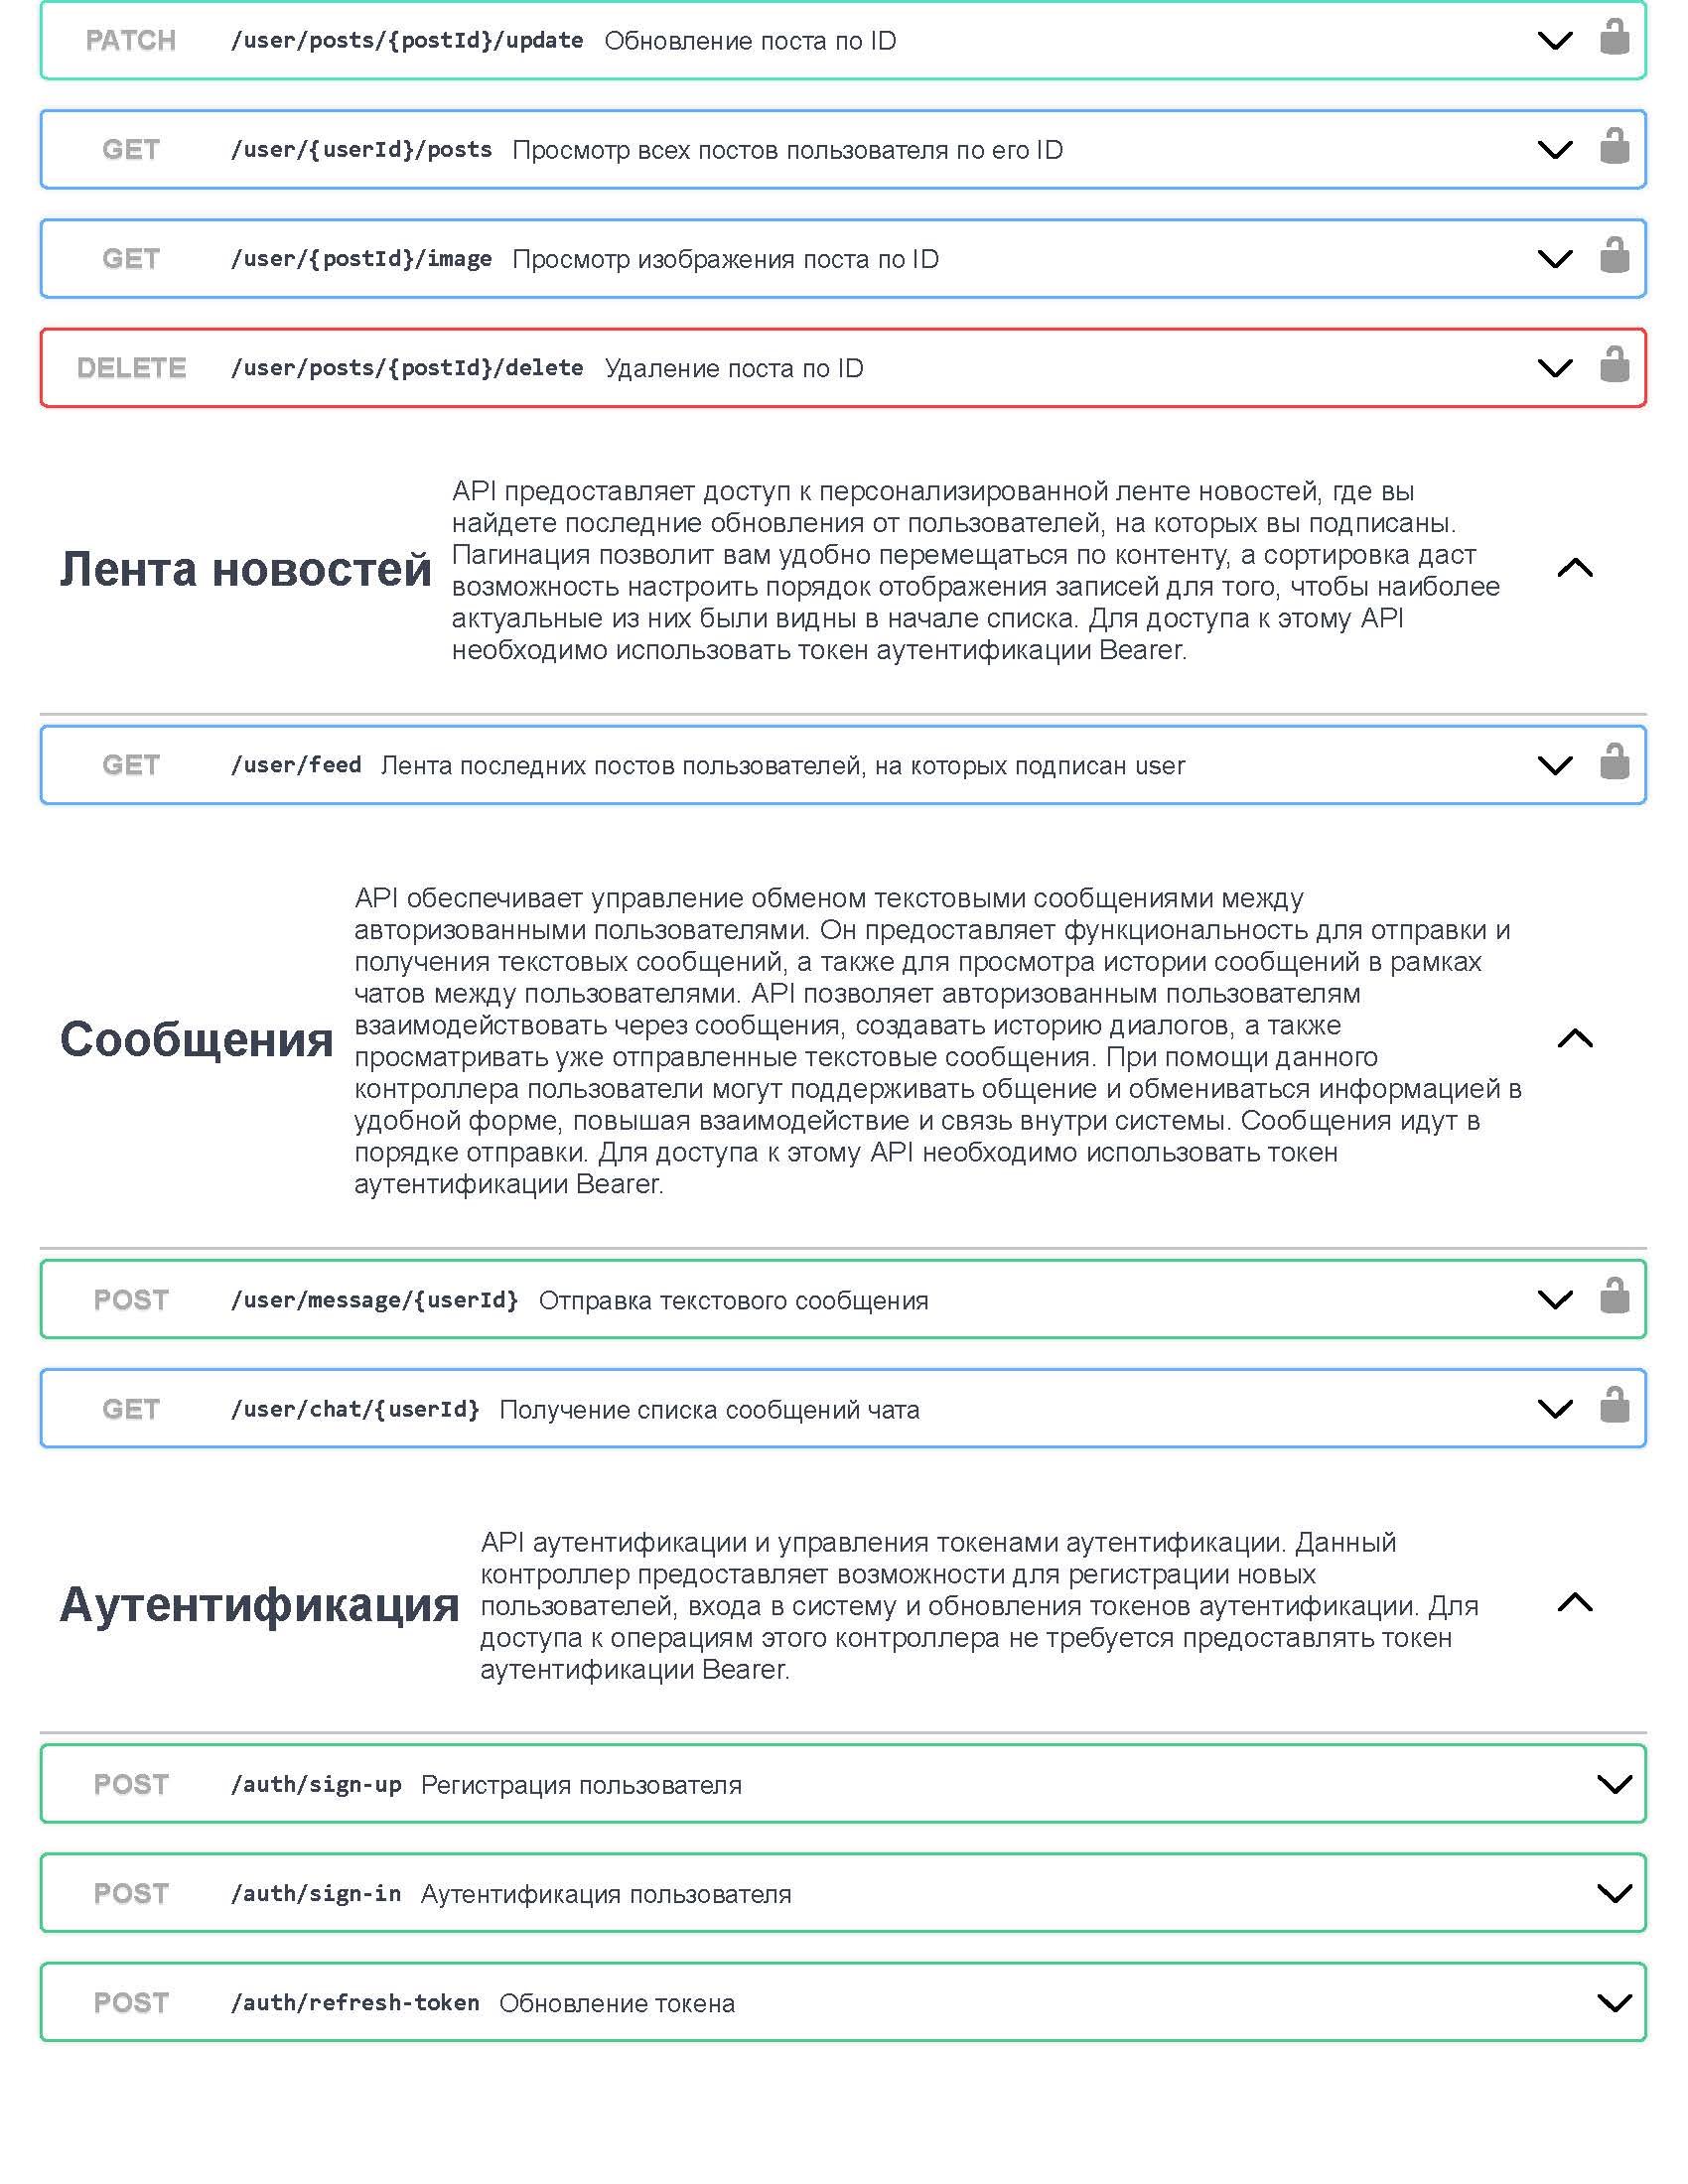 PATCH /user/posts/{postId}/update Обновление поста по ID
GET /user/{userId}/posts Просмотр всех постов пользователя по его ID
GET /user/{postId}/image Просмотр изображения поста по ID
DELETE /user/posts/{postId}/delete Удаление поста по ID
Лента новостей
API предоставляет доступ к персонализированной ленте новостей, где вы
найдете последние обновления от пользователей, на которых вы подписаны.
Пагинация позволит вам удобно перемещаться по контенту, а сортировка даст
возможность настроить порядок отображения записей для того, чтобы наиболее
актуальные из них были видны в начале списка. Для доступа к этому API
необходимо использовать токен аутентификации Bearer.
GET /user/feed Лента последних постов пользователей, на которых подписан user
Сообщения
API обеспечивает управление обменом текстовыми сообщениями между
авторизованными пользователями. Он предоставляет функциональность для отправки и
получения текстовых сообщений, а также для просмотра истории сообщений в рамках
чатов между пользователями. API позволяет авторизованным пользователям
взаимодействовать через сообщения, создавать историю диалогов, а также
просматривать уже отправленные текстовые сообщения. При помощи данного
контроллера пользователи могут поддерживать общение и обмениваться информацией в
удобной форме, повышая взаимодействие и связь внутри системы. Сообщения идут в
порядке отправки. Для доступа к этому API необходимо использовать токен
аутентификации Bearer.
POST /user/message/{userId} Отправка текстового сообщения
GET /user/chat/{userId} Получение списка сообщений чата
Аутентификация
API аутентификации и управления токенами аутентификации. Данный
контроллер предоставляет возможности для регистрации новых
пользователей, входа в систему и обновления токенов аутентификации. Для
доступа к операциям этого контроллера не требуется предоставлять токен
аутентификации Bearer.
POST /auth/sign-up Регистрация пользователя
POST /auth/sign-in Аутентификация пользователя
POST /auth/refresh-token Обновление токена